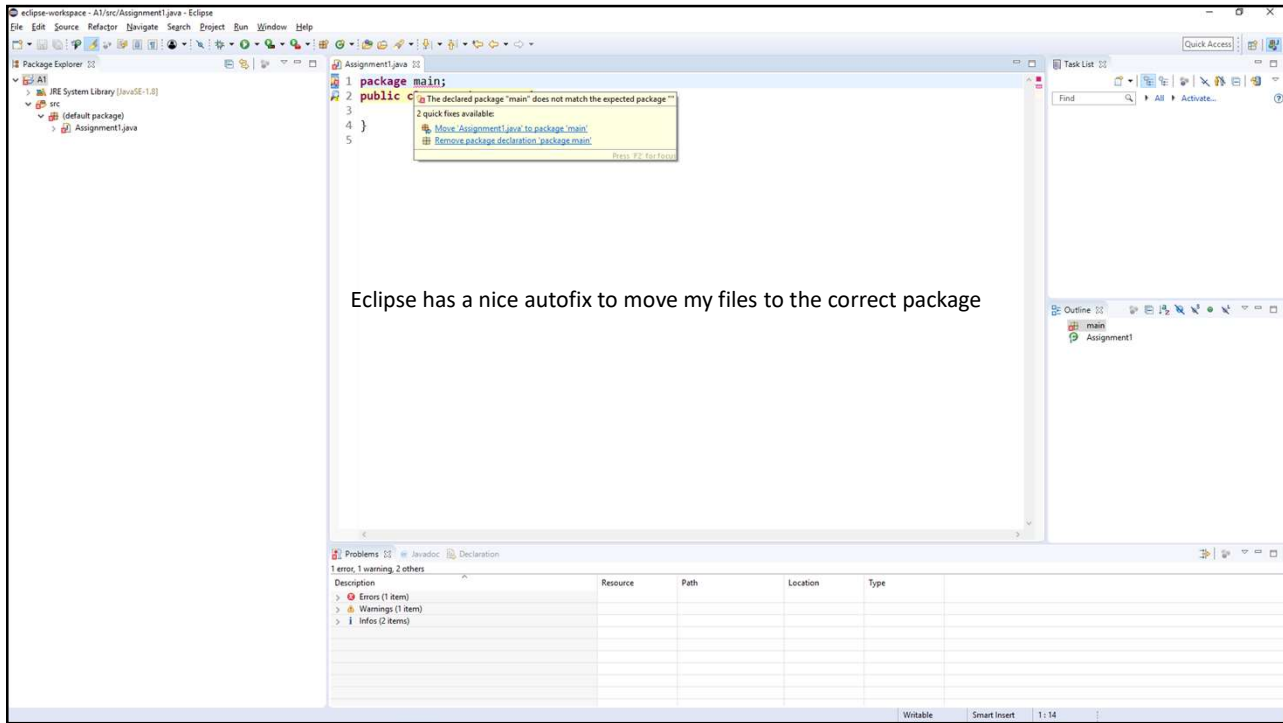 eclipse-workspace - A1/src/Assignment1.java - Eclipse
File Edit Source Refactor Navigate Search Project Run Window Help
Quick Access
Package Explorer
A1
JRE System Library [JavaSE-1.8]
src
(default package)
Assignment1.java
Assignment1.java
1 package main;
2 public c
3
4 }
5
The declared package "main" does not match the expected package ""
2 quick fixes available:
Move 'Assignment1.java' to package 'main'
Remove package declaration 'package main'
Press 'F2' for focus
Eclipse has a nice autofix to move my files to the correct package
Task List
Find All Activate...
Outline
main
Assignment1
Problems Javadoc Declaration
1 error, 1 warning, 2 others
Description Resource Path Location Type
Errors (1 item)
Warnings (1 item)
Infos (2 items)
Writable Smart Insert 1 : 14